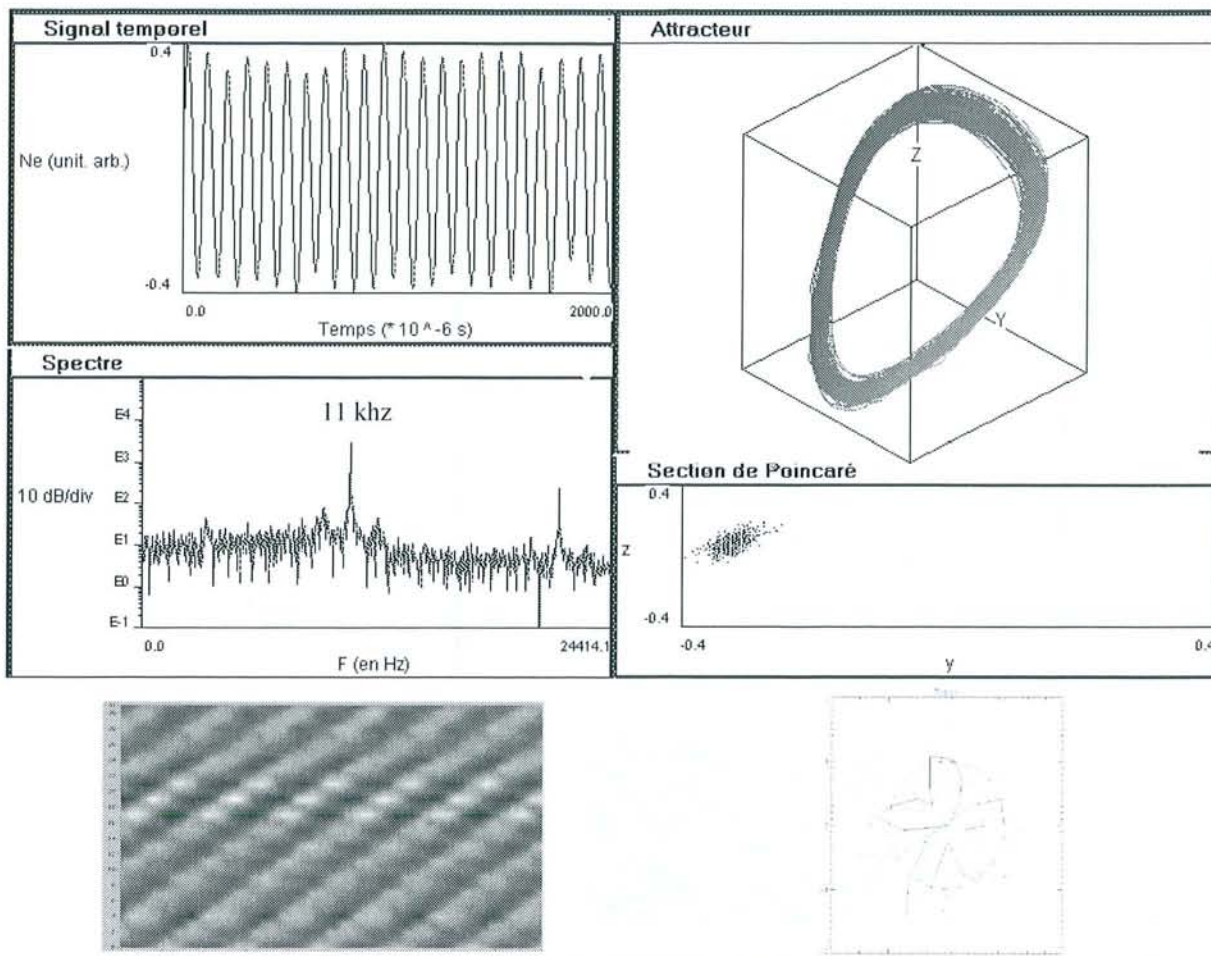 Signal temporel
0.4
Ne (unit. arb.)
-0.4
0.0
2000.0
Temps (* 10 ^ -6 s)
Attracteur
Z
Y
Spectre
11 khz
E4
E3
10 dB/div
E2
E1
E0
E-1
0.0
24414.1
F (en Hz)
Section de Poincaré
0.4
z
-0.4
-0.4
0.4
y